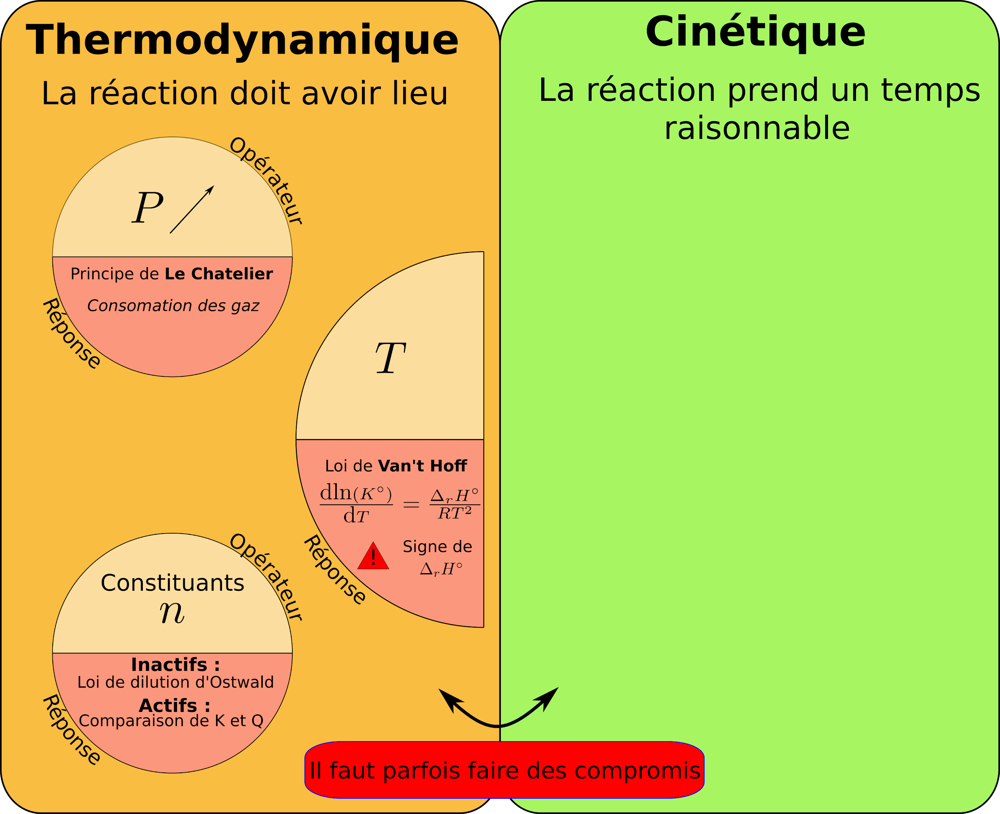 Thermodynamique
La réaction doit avoir lieu
Opérateur
P
Principe de Le Chatelier
Consomation des gaz
Réponse
T
Loi de Van't Hoff
dln(K°)/dT = ΔrH°/RT²
! Signe de
ΔrH°
Réponse
Opérateur
Constituants
n
Inactifs :
Loi de dilution d'Ostwald
Actifs :
Comparaison de K et Q
Réponse
Cinétique
La réaction prend un temps
raisonnable
Il faut parfois faire des compromis